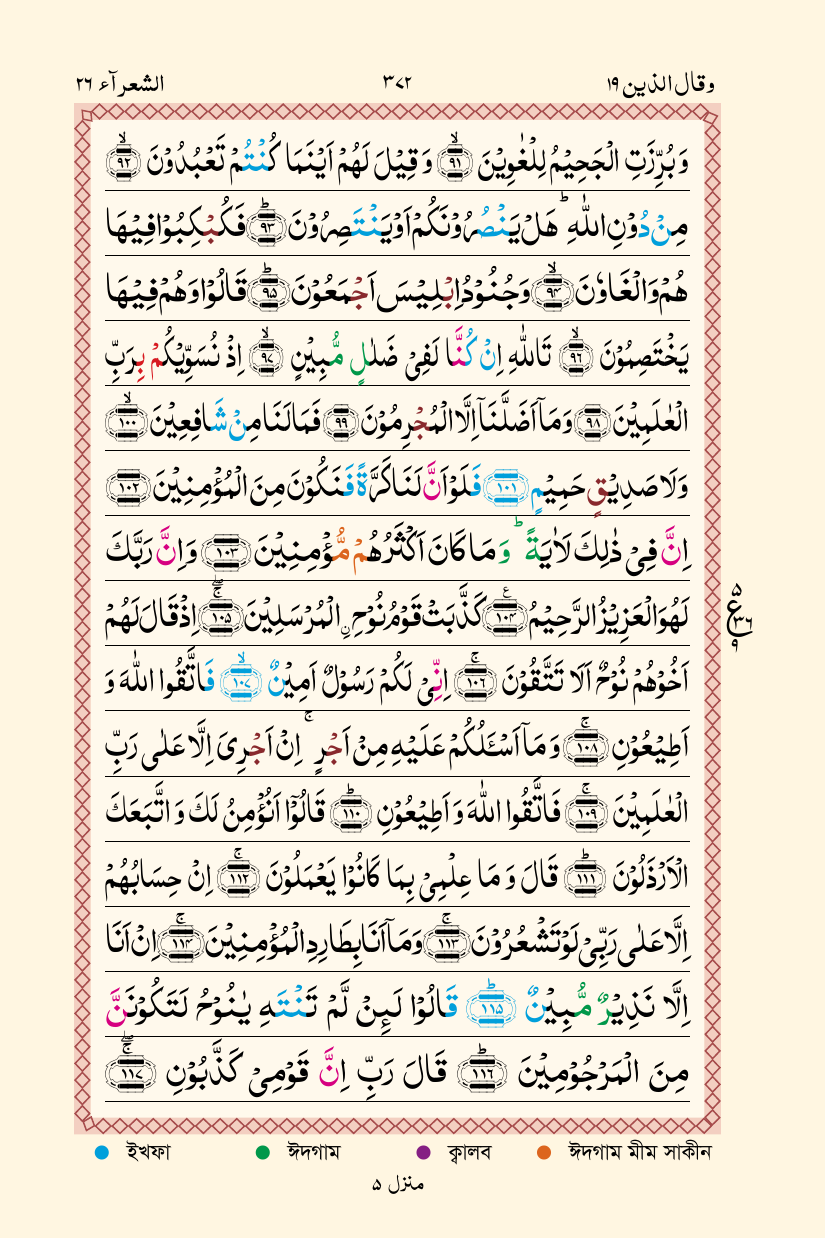 وقال الذين ١٩ ٣٧٢ الشعرآء ٢٦
وَبُرِّزَتِ الْجَحِيْمُ لِلْغٰوِيْنَ ﴿٩١﴾ۙ وَقِيْلَ لَهُمْ اَيْنَمَا كُنْتُمْ تَعْبُدُوْنَ ﴿٩٢﴾ۙ
مِنْ دُوْنِ اللّٰهِ ؕ هَلْ يَنْصُرُوْنَكُمْ اَوْ يَنْتَصِرُوْنَ ﴿٩٣﴾ؕ فَكُبْكِبُوْا فِيْهَا
هُمْ وَالْغَاوٗنَ ﴿٩٤﴾ۙ وَجُنُوْدُ اِبْلِيْسَ اَجْمَعُوْنَ ﴿٩٥﴾ؕ قَالُوْا وَهُمْ فِيْهَا
يَخْتَصِمُوْنَ ﴿٩٦﴾ۙ تَاللّٰهِ اِنْ كُنَّا لَفِىْ ضَلٰلٍ مُّبِيْنٍ ﴿٩٧﴾ۙ اِذْ نُسَوِّيْكُمْ بِرَبِّ
الْعٰلَمِيْنَ ﴿٩٨﴾ وَمَاۤ اَضَلَّنَاۤ اِلَّا الْمُجْرِمُوْنَ ﴿٩٩﴾ فَمَا لَنَا مِنْ شَافِعِيْنَ ﴿١٠٠﴾ۙ
وَلَا صَدِيْقٍ حَمِيْمٍ ﴿١٠١﴾ فَلَوْ اَنَّ لَنَا كَرَّةً فَنَكُوْنَ مِنَ الْمُؤْمِنِيْنَ ﴿١٠٢﴾
اِنَّ فِىْ ذٰلِكَ لَاٰيَةً ؕ وَمَا كَانَ اَكْثَرُهُمْ مُّؤْمِنِيْنَ ﴿١٠٣﴾ وَاِنَّ رَبَّكَ
لَهُوَ الْعَزِيْزُ الرَّحِيْمُ ﴿١٠٤﴾ كَذَّبَتْ قَوْمُ نُوْحِ ۟ۨ الْمُرْسَلِيْنَ ﴿١٠٥﴾ اِذْ قَالَ لَهُمْ
٥ ع ٣٦ ٩
اَخُوْهُمْ نُوْحٌ اَلَا تَتَّقُوْنَ ﴿١٠٦﴾ۚ اِنِّىْ لَكُمْ رَسُوْلٌ اَمِيْنٌ ﴿١٠٧﴾ۙ فَاتَّقُوا اللّٰهَ وَ
اَطِيْعُوْنِ ﴿١٠٨﴾ۚ وَمَاۤ اَسْـَٔلُكُمْ عَلَيْهِ مِنْ اَجْرٍ ۚ اِنْ اَجْرِىَ اِلَّا عَلٰى رَبِّ
الْعٰلَمِيْنَ ﴿١٠٩﴾ۚ فَاتَّقُوا اللّٰهَ وَاَطِيْعُوْنِ ﴿١١٠﴾ؕ قَالُوْۤا اَنُؤْمِنُ لَكَ وَاتَّبَعَكَ
الْاَرْذَلُوْنَ ﴿١١١﴾ؕ قَالَ وَمَا عِلْمِىْ بِمَا كَانُوْا يَعْمَلُوْنَ ﴿١١٢﴾ۚ اِنْ حِسَابُهُمْ
اِلَّا عَلٰى رَبِّىْ لَوْ تَشْعُرُوْنَ ﴿١١٣﴾ۚ وَمَاۤ اَنَا بِطَارِدِ الْمُؤْمِنِيْنَ ﴿١١٤﴾ۚ اِنْ اَنَا
اِلَّا نَذِيْرٌ مُّبِيْنٌ ﴿١١٥﴾ؕ قَالُوْا لَىِٕنْ لَّمْ تَنْتَهِ يٰنُوْحُ لَتَكُوْنَنَّ
مِنَ الْمَرْجُوْمِيْنَ ﴿١١٦﴾ؕ قَالَ رَبِّ اِنَّ قَوْمِىْ كَذَّبُوْنِ ﴿١١٧﴾
ইখফা ঈদগাম ক্বালব ঈদগাম মীম সাকীন
منزل ٥